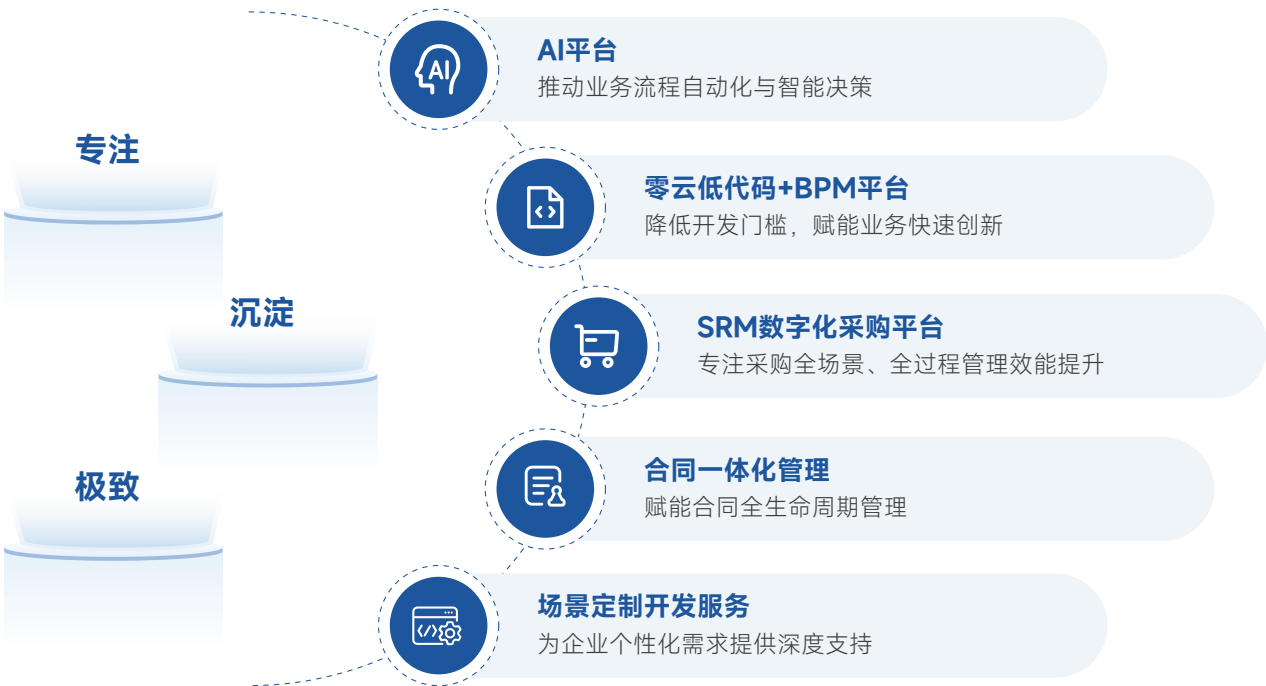 专注
沉淀
极致
AI
AI平台
推动业务流程自动化与智能决策
零云低代码+BPM平台
降低开发门槛，赋能业务快速创新
SRM数字化采购平台
专注采购全场景、全过程管理效能提升
合同一体化管理
赋能合同全生命周期管理
场景定制开发服务
为企业个性化需求提供深度支持